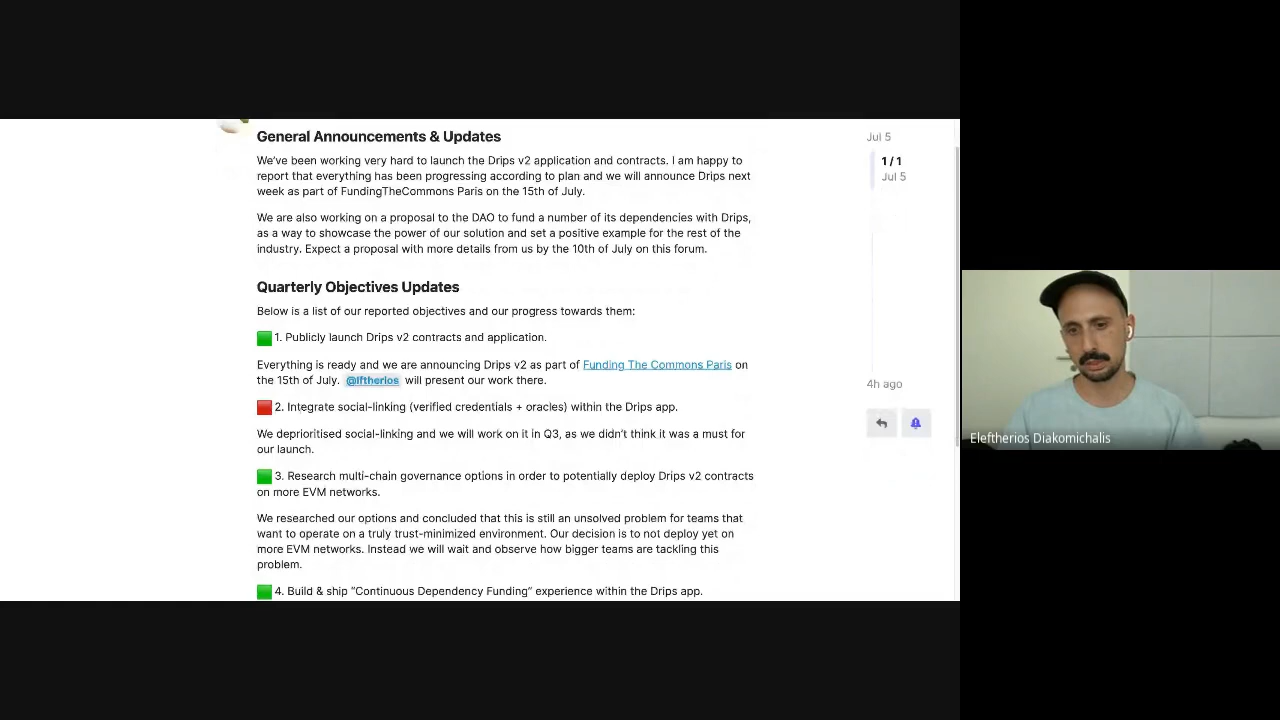 General Announcements & Updates
We've been working very hard to launch the Drips v2 application and contracts. I am happy to
report that everything has been progressing according to plan and we will announce Drips next
week as part of FundingTheCommons Paris on the 15th of July.
We are also working on a proposal to the DAO to fund a number of its dependencies with Drips,
as a way to showcase the power of our solution and set a positive example for the rest of the
industry. Expect a proposal with more details from us by the 10th of July on this forum.
Quarterly Objectives Updates
Below is a list of our reported objectives and our progress towards them:
1. Publicly launch Drips v2 contracts and application.
Everything is ready and we are announcing Drips v2 as part of Funding The Commons Paris on
the 15th of July. @lftherios will present our work there.
2. Integrate social-linking (verified credentials + oracles) within the Drips app.
We deprioritised social-linking and we will work on it in Q3, as we didn't think it was a must for
our launch.
3. Research multi-chain governance options in order to potentially deploy Drips v2 contracts
on more EVM networks.
We researched our options and concluded that this is still an unsolved problem for teams that
want to operate on a truly trust-minimized environment. Our decision is to not deploy yet on
more EVM networks. Instead we will wait and observe how bigger teams are tackling this
problem.
4. Build & ship "Continuous Dependency Funding" experience within the Drips app.
Jul 5
1 / 1
Jul 5
4h ago
Eleftherios Diakomichalis